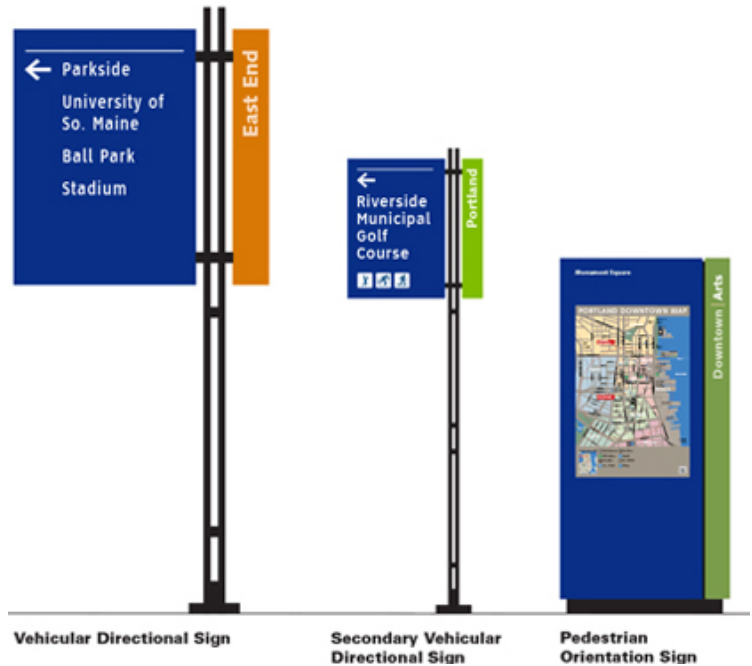 Parkside
University of
So. Maine
Ball Park
Stadium
East End
Riverside
Municipal
Golf
Course
Portland
Monument Square
PORTLAND DOWNTOWN MAP
Downtown | Arts
Vehicular Directional Sign
Secondary Vehicular
Directional Sign
Pedestrian
Orientation Sign